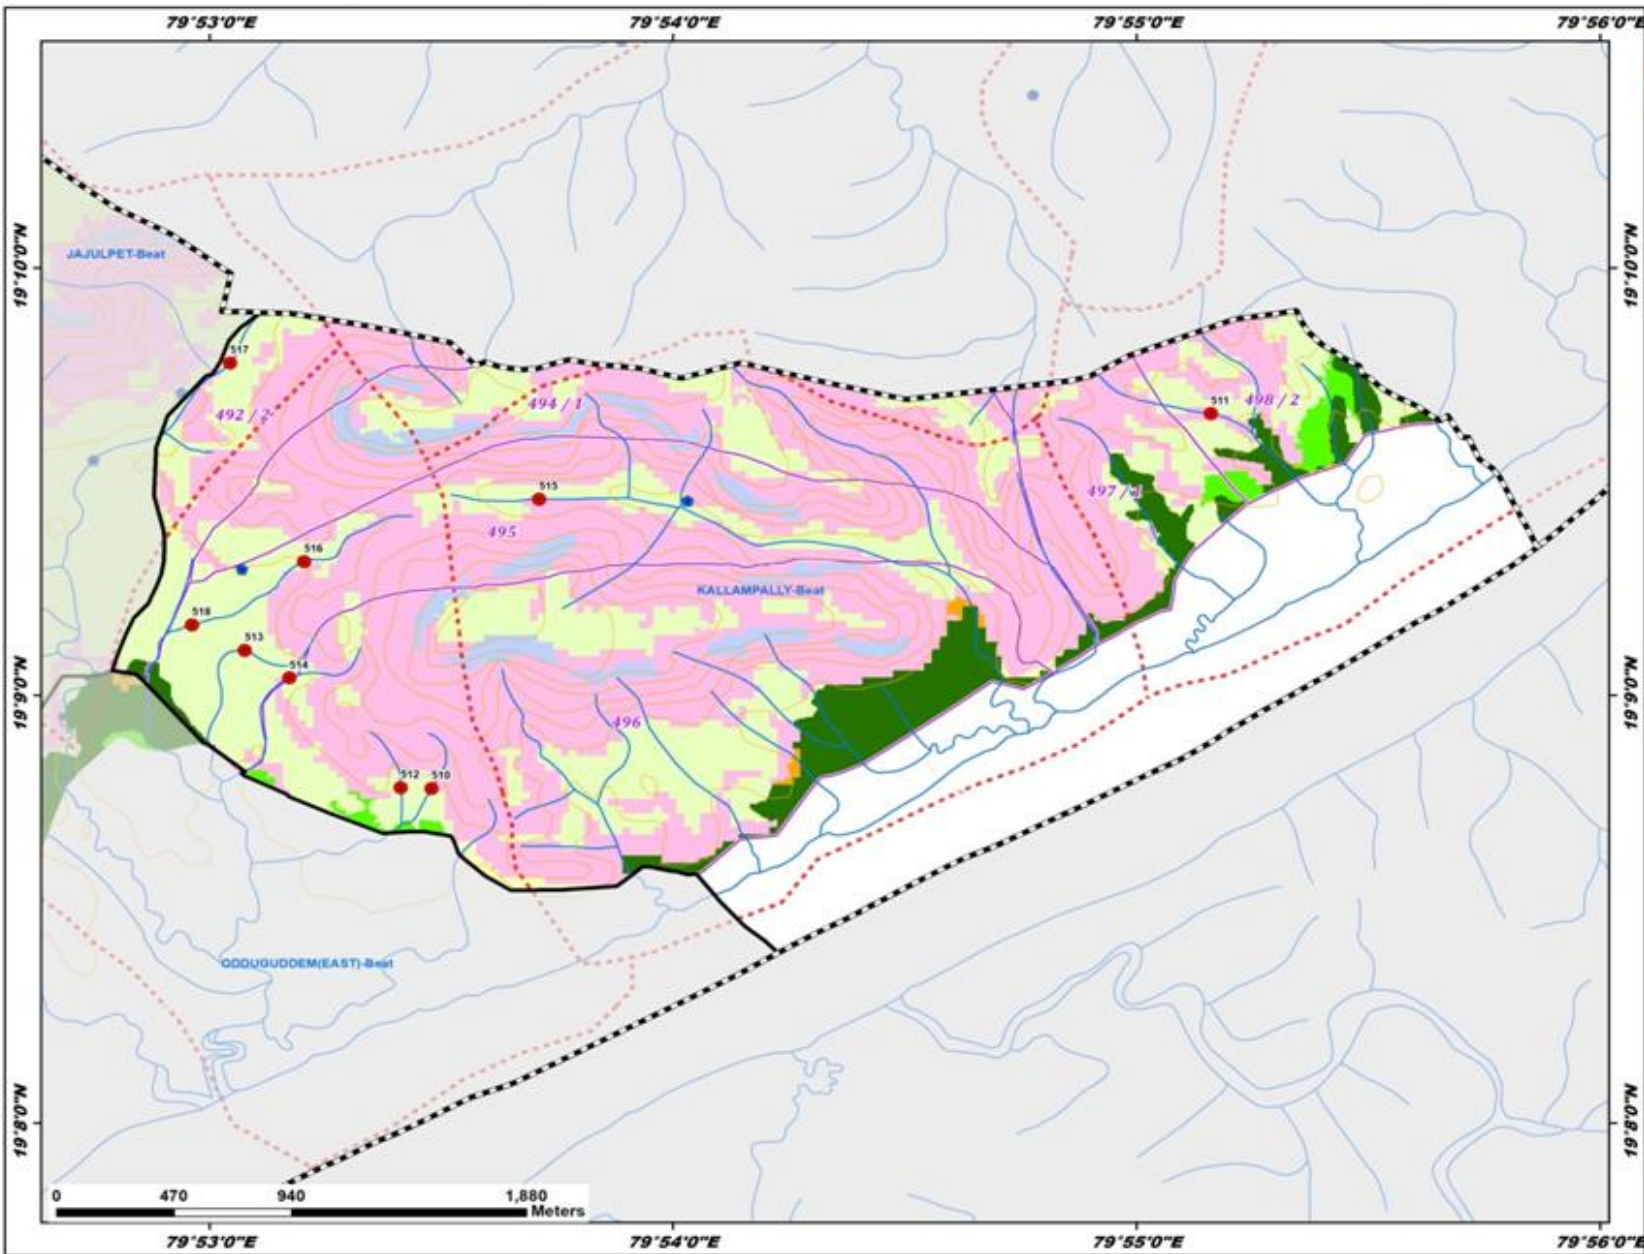 79°53'0"E 79°54'0"E 79°55'0"E 79°56'0"E
19°10'0"N 19°10'0"N
JAJULPET-Beat
517
492 / 2
494 / 1
511
498 / 2
515
497 / 1
495
516
KALLAMPALLY-Beat
518
513
514
19°9'0"N 19°9'0"N
496
512 510
ODDUGUDDEM(EAST)-Beat
19°8'0"N 19°8'0"N
0 470 940 1,880
Meters
79°53'0"E 79°54'0"E 79°55'0"E 79°56'0"E